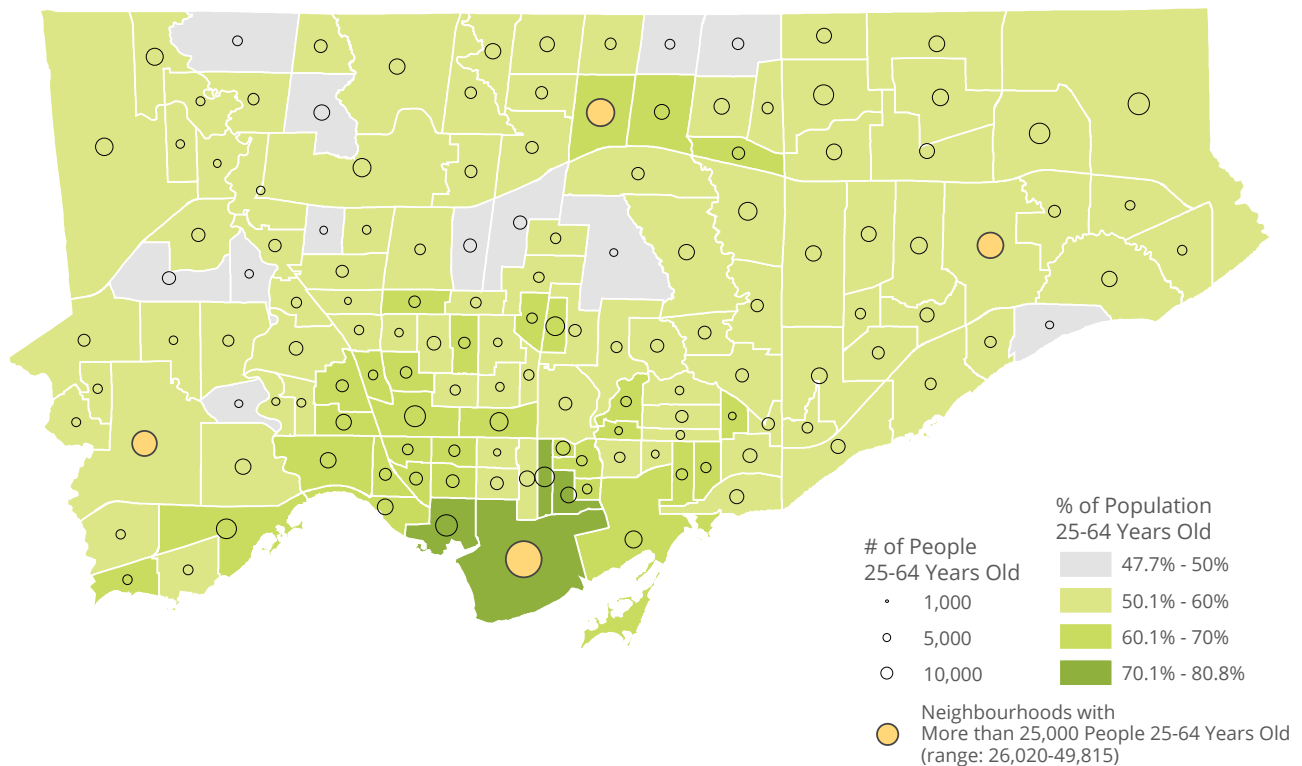 # of People
25-64 Years Old
1,000
5,000
10,000
% of Population
25-64 Years Old
47.7% - 50%
50.1% - 60%
60.1% - 70%
70.1% - 80.8%
Neighbourhoods with
More than 25,000 People 25-64 Years Old
(range: 26,020-49,815)